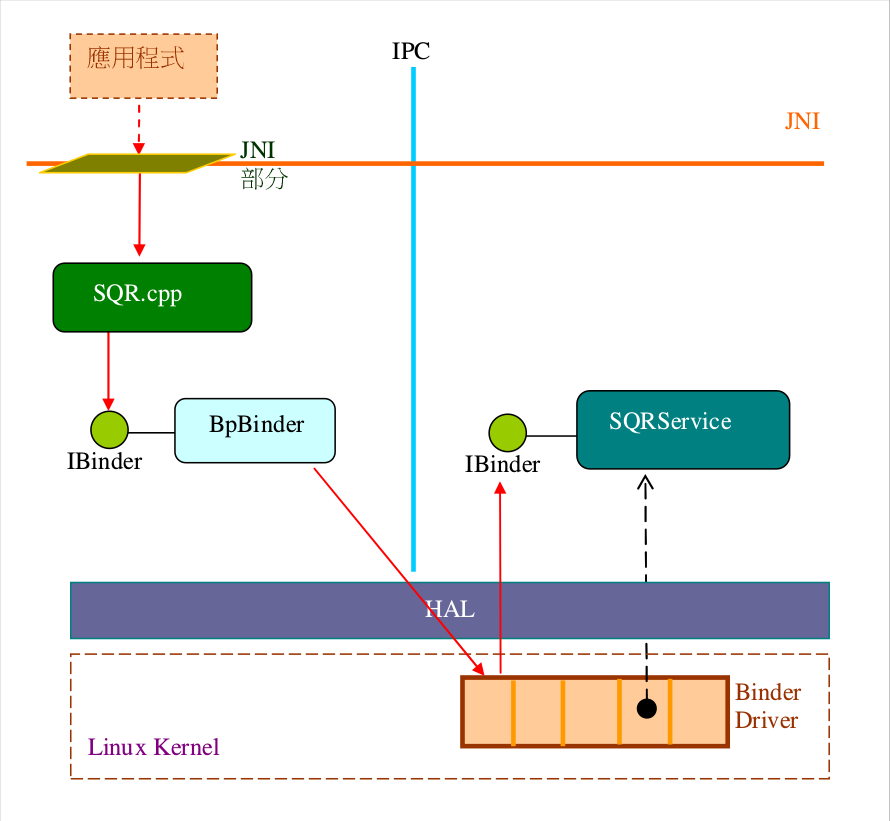 應用程式
IPC
JNI
JNI
部分
SQR.cpp
BpBinder
SQRService
IBinder
IBinder
HAL
Binder
Driver
Linux Kernel